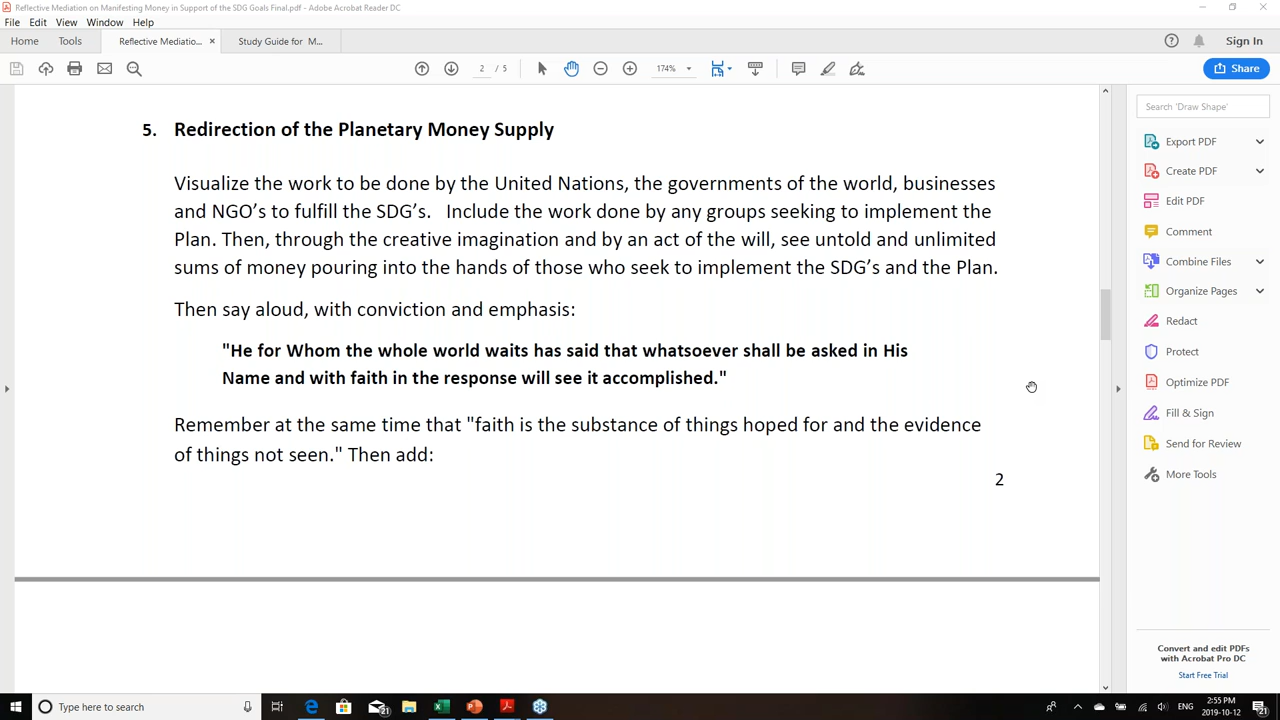 Reflective Mediation on Manifesting Money in Support of the SDG Goals Final.pdf - Adobe Acrobat Reader DC
File Edit View Window Help
Home Tools Reflective Mediatio... × Study Guide for M... Sign In
2 / 5 174% Share
5. Redirection of the Planetary Money Supply
Visualize the work to be done by the United Nations, the governments of the world, businesses
and NGO's to fulfill the SDG's. Include the work done by any groups seeking to implement the
Plan. Then, through the creative imagination and by an act of the will, see untold and unlimited
sums of money pouring into the hands of those who seek to implement the SDG's and the Plan.
Then say aloud, with conviction and emphasis:
"He for Whom the whole world waits has said that whatsoever shall be asked in His
Name and with faith in the response will see it accomplished."
Remember at the same time that "faith is the substance of things hoped for and the evidence
of things not seen." Then add:
2
Search 'Draw Shape'
Export PDF
Create PDF
Edit PDF
Comment
Combine Files
Organize Pages
Redact
Protect
Optimize PDF
Fill & Sign
Send for Review
More Tools
Convert and edit PDFs
with Acrobat Pro DC
Start Free Trial
Type here to search
21
ENG
2:55 PM
2019-10-12
21